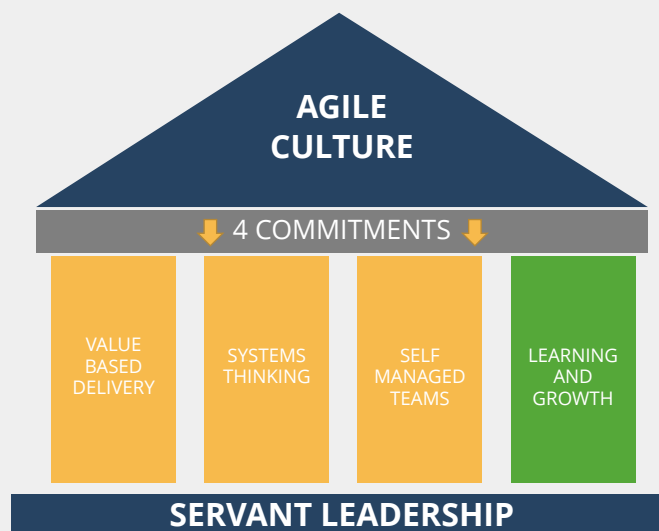 AGILE
CULTURE
4 COMMITMENTS
VALUE
BASED
DELIVERY
SYSTEMS
THINKING
SELF
MANAGED
TEAMS
LEARNING
AND
GROWTH
SERVANT LEADERSHIP